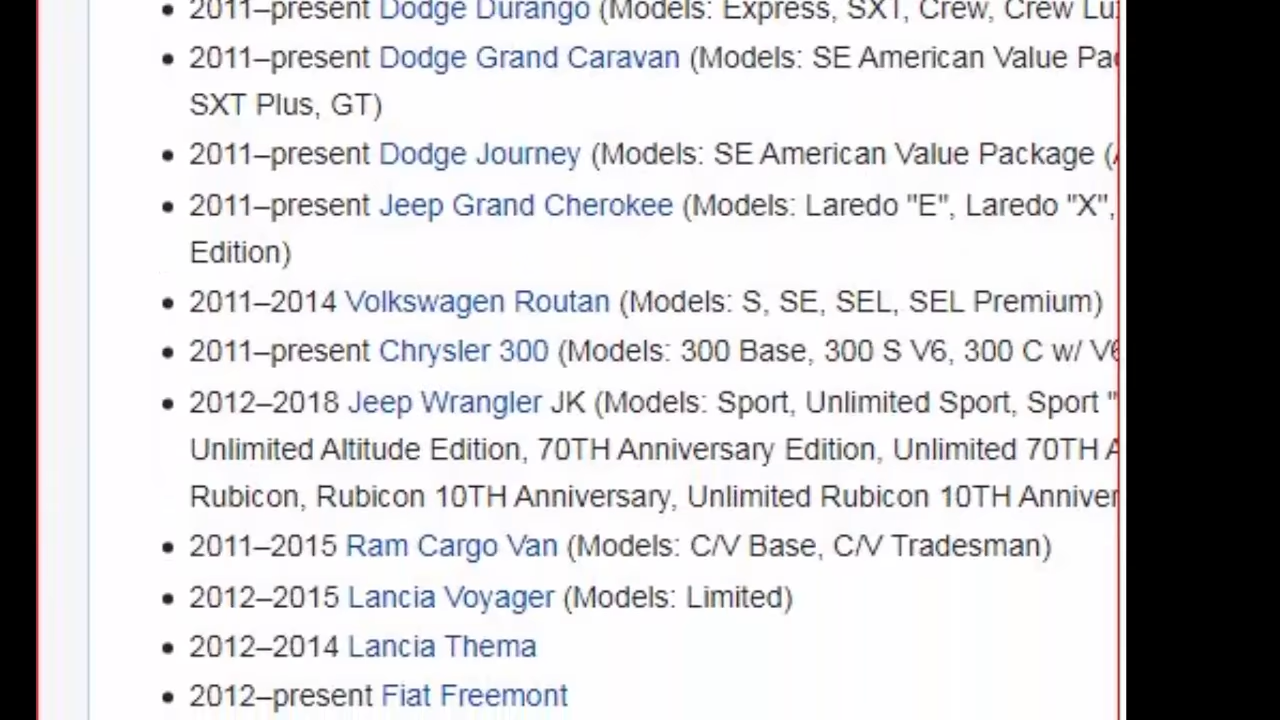 2011–present Dodge Durango (Models: Express, SXT, Crew, Crew
• 2011–present Dodge Grand Caravan (Models: SE American Value
SXT Plus, GT)
• 2011–present Dodge Journey (Models: SE American Value Package
• 2011–present Jeep Grand Cherokee (Models: Laredo "E", Laredo "X",
Edition)
• 2011–2014 Volkswagen Routan (Models: S, SE, SEL, SEL Premium)
• 2011–present Chrysler 300 (Models: 300 Base, 300 S V6, 300 C w/ V6
• 2012–2018 Jeep Wrangler JK (Models: Sport, Unlimited Sport, Sport "
Unlimited Altitude Edition, 70TH Anniversary Edition, Unlimited 70TH
Rubicon, Rubicon 10TH Anniversary, Unlimited Rubicon 10TH
• 2011–2015 Ram Cargo Van (Models: C/V Base, C/V Tradesman)
• 2012–2015 Lancia Voyager (Models: Limited)
• 2012–2014 Lancia Thema
• 2012–present Fiat Freemont